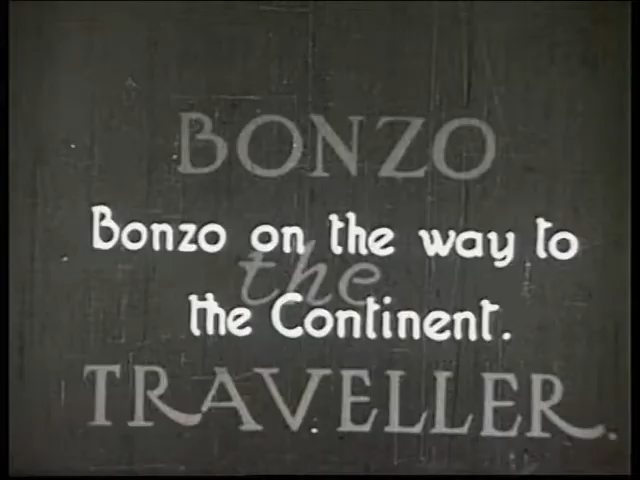 BONZO
Bonzo on the way to
the
the Continent.
TRAVELLER.